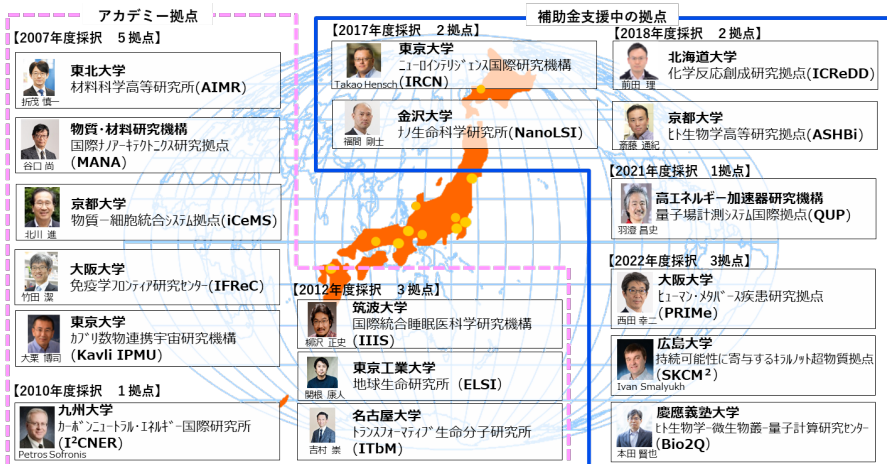 アカデミー拠点
【2007年度採択 5拠点】
東北大学
材料科学高等研究所(AIMR)
折茂 慎一
物質・材料研究機構
国際ﾅﾉｱｰｷﾃｸﾄﾆｸｽ研究拠点
(MANA)
谷口 尚
京都大学
物質－細胞統合システム拠点(iCeMS)
北川 進
大阪大学
免疫学ﾌﾛﾝﾃｨｱ研究ｾﾝﾀｰ(IFReC)
竹田 潔
東京大学
ｶﾌﾞﾘ数物連携宇宙研究機構
(Kavli IPMU)
大栗 博司
【2010年度採択 1拠点】
九州大学
ｶｰﾎﾞﾝﾆｭｰﾄﾗﾙ・ｴﾈﾙｷﾞｰ国際研究所
(I²CNER)
Petros Sofronis
【2012年度採択 3拠点】
筑波大学
国際統合睡眠医科学研究機構
(IIIS)
柳沢 正史
東京工業大学
地球生命研究所 (ELSI)
関根 康人
名古屋大学
ﾄﾗﾝｽﾌｫｰﾏﾃｨﾌﾞ生命分子研究所
(ITbM)
吉村 崇
補助金支援中の拠点
【2017年度採択 2拠点】
東京大学
ﾆｭｰﾛｲﾝﾃﾘｼﾞｪﾝｽ国際研究機構
(IRCN)
Takao Hensch
金沢大学
ﾅﾉ生命科学研究所(NanoLSI)
福間 剛士
【2018年度採択 2拠点】
北海道大学
化学反応創成研究拠点(ICReDD)
前田 理
京都大学
ﾋﾄ生物学高等研究拠点(ASHBi)
斎藤 通紀
【2021年度採択 1拠点】
高エネルギー加速器研究機構
量子場計測システム国際拠点(QUP)
羽澄 昌史
【2022年度採択 3拠点】
大阪大学
ﾋｭｰﾏﾝ・ﾒﾀﾊﾞｰｽ疾患研究拠点
(PRIMe)
西田 幸二
広島大学
持続可能性に寄与するｷﾗﾙﾉｯﾄ超物質拠点
(SKCM²)
Ivan Smalyukh
慶應義塾大学
ﾋﾄ生物学ｰ微生物叢ｰ量子計算研究ｾﾝﾀｰ
(Bio2Q)
本田 賢也